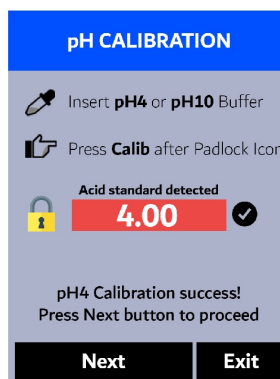 pH CALIBRATION
Insert pH4 or pH10 Buffer
Press Calib after Padlock Icon
Acid standard detected
4.00
pH4 Calibration success!
Press Next button to proceed
Next Exit